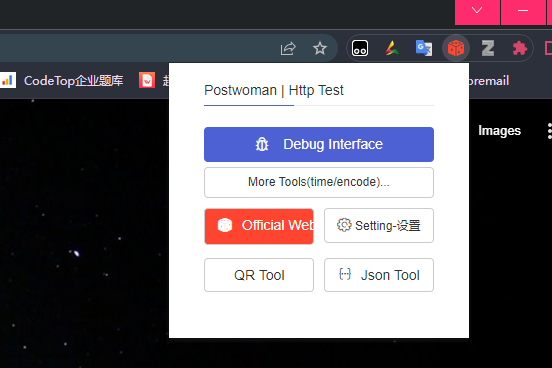 CodeTop企业题库
超
oremail
Postwoman | Http Test
Images
Debug Interface
More Tools(time/encode)...
Official Web
Setting-设置
QR Tool
Json Tool